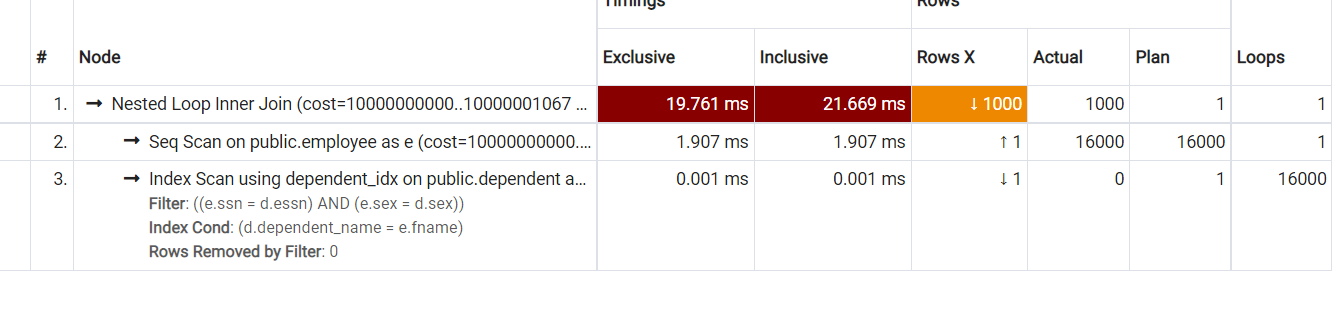 Timings Rows
# Node Exclusive Inclusive Rows X Actual Plan Loops
1. → Nested Loop Inner Join (cost=10000000000..10000001067 ... 19.761 ms 21.669 ms ↓ 1000 1000 1 1
2. → Seq Scan on public.employee as e (cost=10000000000.... 1.907 ms 1.907 ms ↑ 1 16000 16000 1
3. → Index Scan using dependent_idx on public.dependent a... 0.001 ms 0.001 ms ↓ 1 0 1 16000
Filter: ((e.ssn = d.essn) AND (e.sex = d.sex))
Index Cond: (d.dependent_name = e.fname)
Rows Removed by Filter: 0